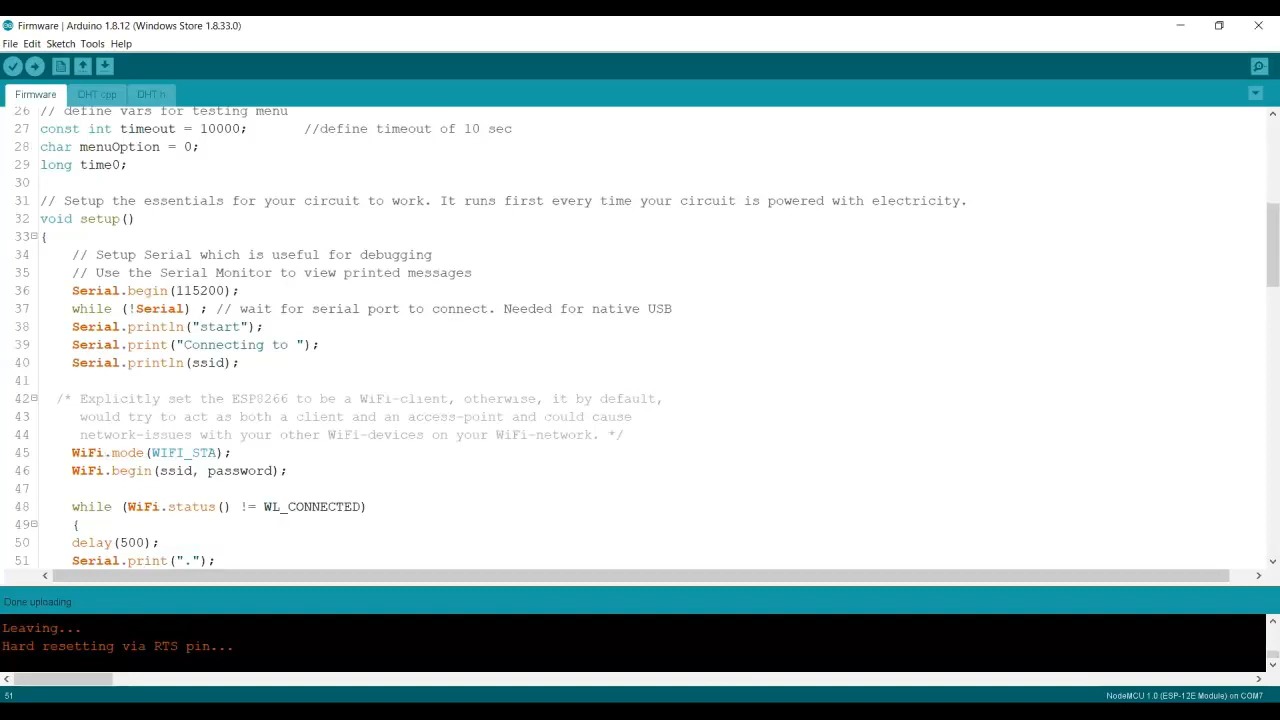 Firmware | Arduino 1.8.12 (Windows Store 1.8.33.0)
File Edit Sketch Tools Help
Firmware DHT.cpp DHT.h
26 // define vars for testing menu
27 const int timeout = 10000; //define timeout of 10 sec
28 char menuOption = 0;
29 long time0;
30
31 // Setup the essentials for your circuit to work. It runs first every time your circuit is powered with electricity.
32 void setup()
33 {
34 // Setup Serial which is useful for debugging
35 // Use the Serial Monitor to view printed messages
36 Serial.begin(115200);
37 while (!Serial) ; // wait for serial port to connect. Needed for native USB
38 Serial.println("start");
39 Serial.print("Connecting to ");
40 Serial.println(ssid);
41
42 /* Explicitly set the ESP8266 to be a WiFi-client, otherwise, it by default,
43 would try to act as both a client and an access-point and could cause
44 network-issues with your other WiFi-devices on your WiFi-network. */
45 WiFi.mode(WIFI_STA);
46 WiFi.begin(ssid, password);
47
48 while (WiFi.status() != WL_CONNECTED)
49 {
50 delay(500);
51 Serial.print(".");
Done uploading.
Leaving...
Hard resetting via RTS pin...
51 NodeMCU 1.0 (ESP-12E Module) on COM7